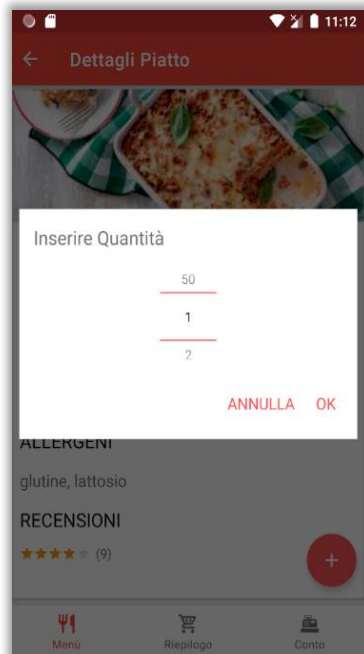 11:12
Dettagli Piatto
Inserire Quantità
50
1
2
ANNULLA OK
ALLERGENI
glutine, lattosio
RECENSIONI
(9)
+
Menù Riepilogo Conto